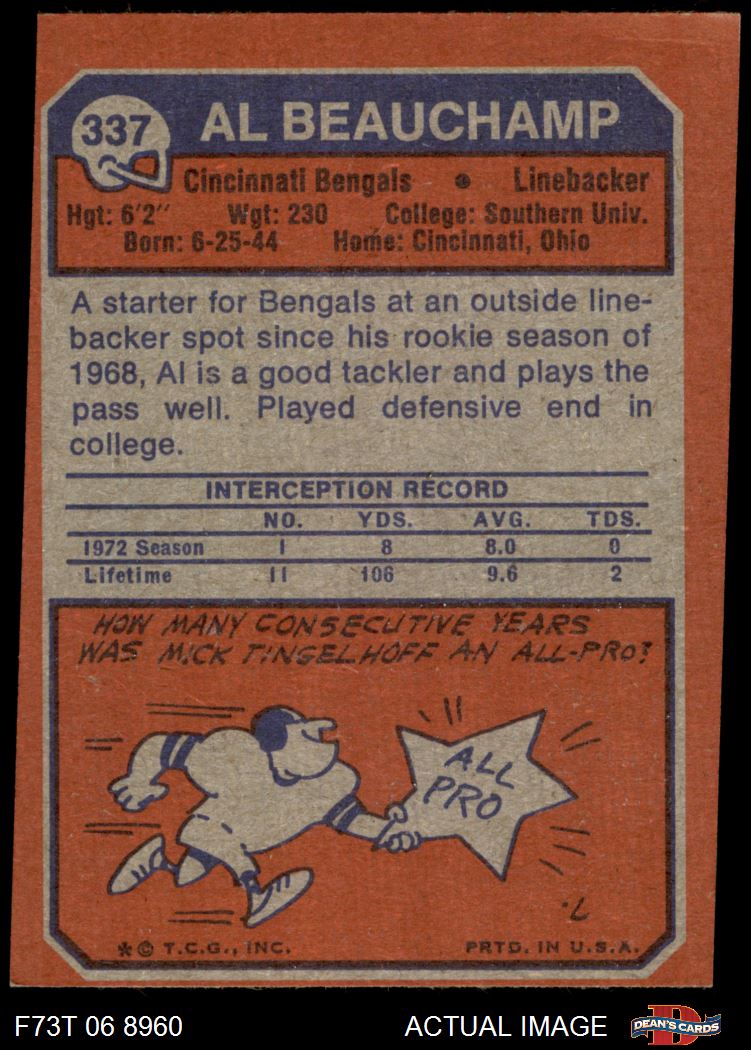 337 AL BEAUCHAMP
Cincinnati Bengals • Linebacker
Hgt: 6'2" Wgt: 230 College: Southern Univ.
Born: 6-25-44 Home: Cincinnati, Ohio
A starter for Bengals at an outside line-
backer spot since his rookie season of
1968, Al is a good tackler and plays the
pass well. Played defensive end in
college.
INTERCEPTION RECORD
NO. YDS. AVG. TDS.
1972 Season 1 8 8.0 0
Lifetime 11 106 9.6 2
HOW MANY CONSECUTIVE YEARS
WAS MICK TINGELHOFF AN ALL-PRO?
ALL
PRO
* © T.C.G., INC. PRTD. IN U.S.A.
F73T 06 8960 ACTUAL IMAGE DEAN'S CARDS